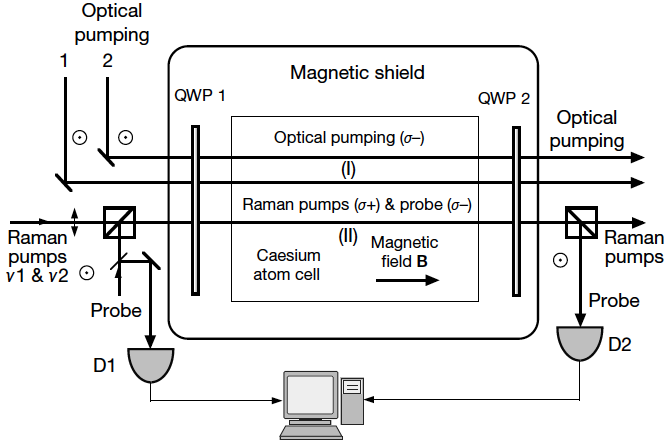 Optical
pumping
1
2
Magnetic shield
QWP 1
QWP 2
Optical pumping (σ–)
(I)
Optical
pumping
Raman pumps (σ+) & probe (σ–)
(II)
Raman
pumps
ν1 & ν2
Caesium
atom cell
Magnetic
field B
Raman
pumps
Probe
Probe
D1
D2